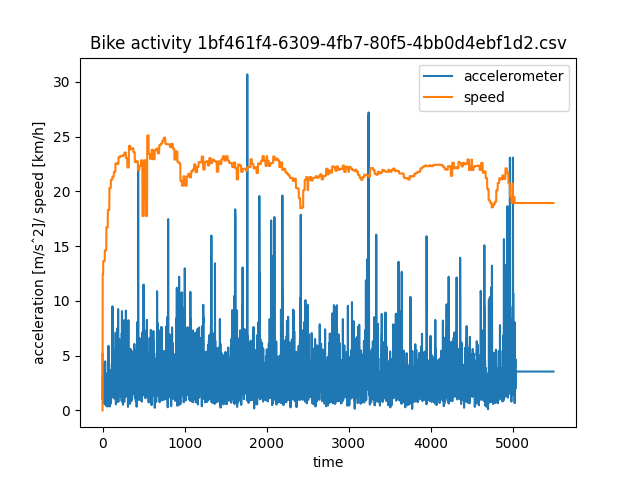 Bike activity 1bf461f4-6309-4fb7-80f5-4bb0d4ebf1d2.csv
accelerometer
speed
30
25
20
15
10
5
0
acceleration [m/s^2]/ speed [km/h]
0 1000 2000 3000 4000 5000
time